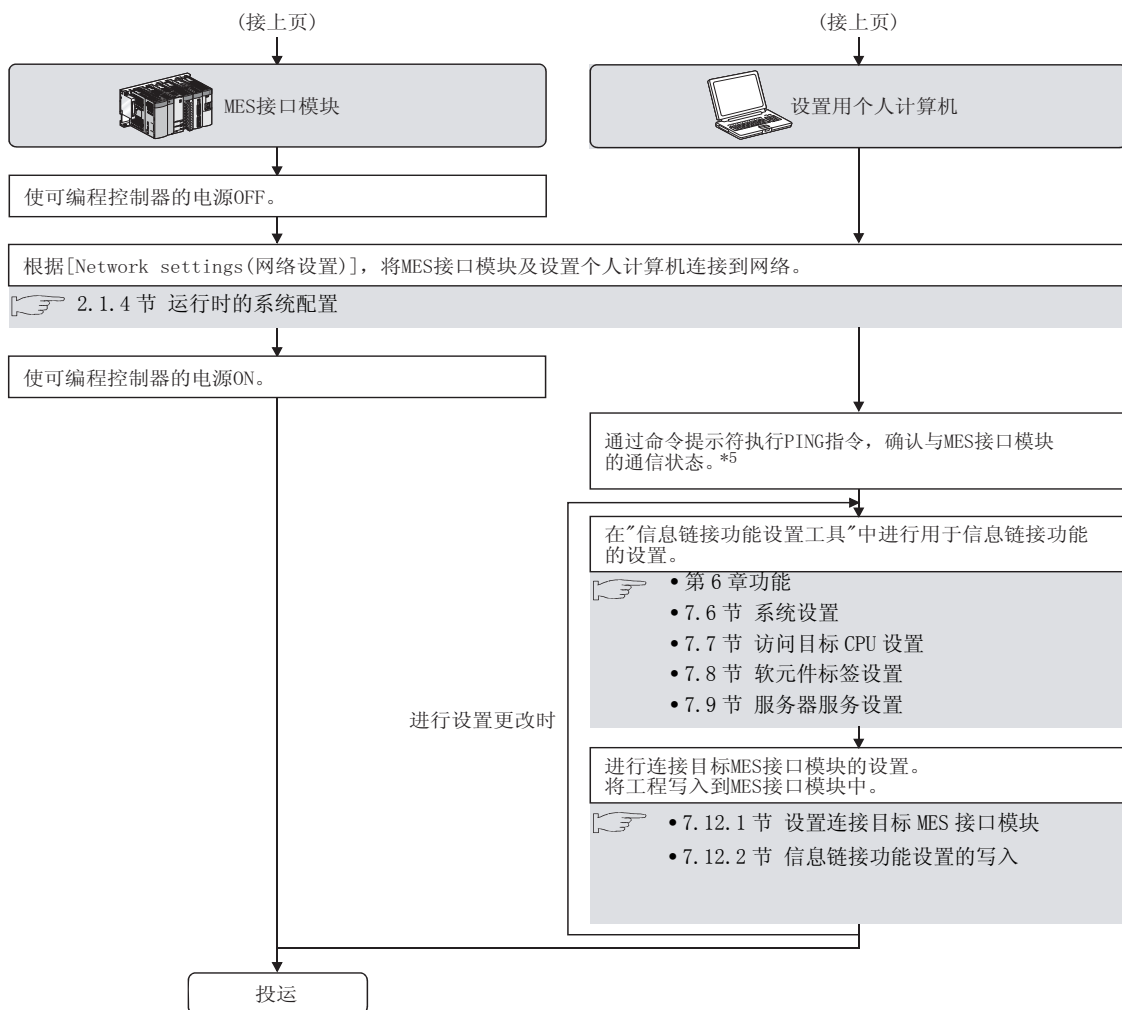 (接上页)
(接上页)
MES接口模块
设置用个人计算机
使可编程控制器的电源OFF。
根据[Network settings(网络设置)]，将MES接口模块及设置个人计算机连接到网络。
2.1.4 节 运行时的系统配置
使可编程控制器的电源ON。
通过命令提示符执行PING指令，确认与MES接口模块
的通信状态。*5
在"信息链接功能设置工具"中进行用于信息链接功能
的设置。
• 第 6 章功能
• 7.6 节 系统设置
• 7.7 节 访问目标 CPU 设置
• 7.8 节 软元件标签设置
• 7.9 节 服务器服务设置
进行设置更改时
进行连接目标MES接口模块的设置。
将工程写入到MES接口模块中。
• 7.12.1 节 设置连接目标 MES 接口模块
• 7.12.2 节 信息链接功能设置的写入
投运